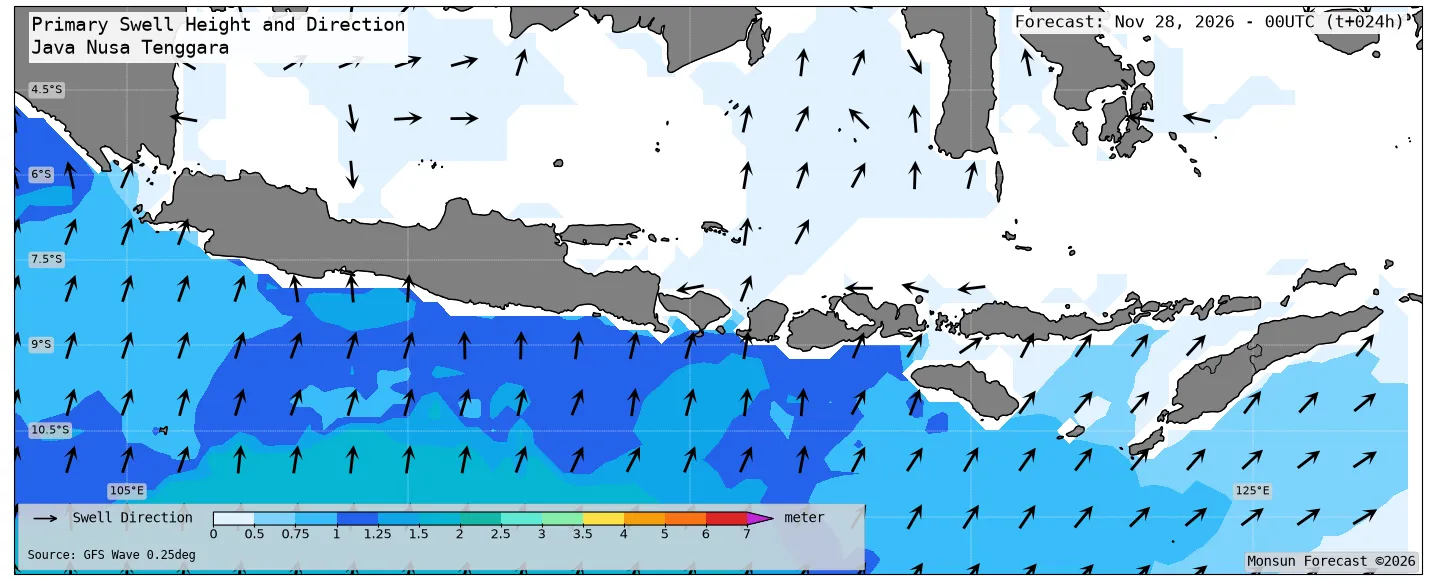 Primary Swell Height and Direction
Java Nusa Tenggara
Forecast: Nov 28, 2026 - 00UTC (t+024h)
4.5°S
6°S
7.5°S
9°S
10.5°S
105°E
125°E
Swell Direction
0 0.5 0.75 1 1.25 1.5 2 2.5 3 3.5 4 5 6 7
meter
Source: GFS Wave 0.25deg
Monsun Forecast ©2026